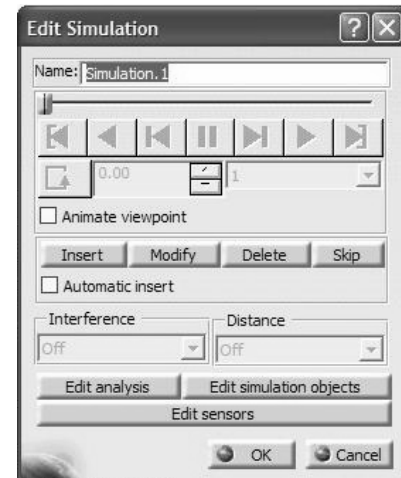 Edit Simulation
Name: Simulation.1
0.00 1
Animate viewpoint
Insert Modify Delete Skip
Automatic insert
Interference Distance
Off Off
Edit analysis Edit simulation objects
Edit sensors
OK Cancel